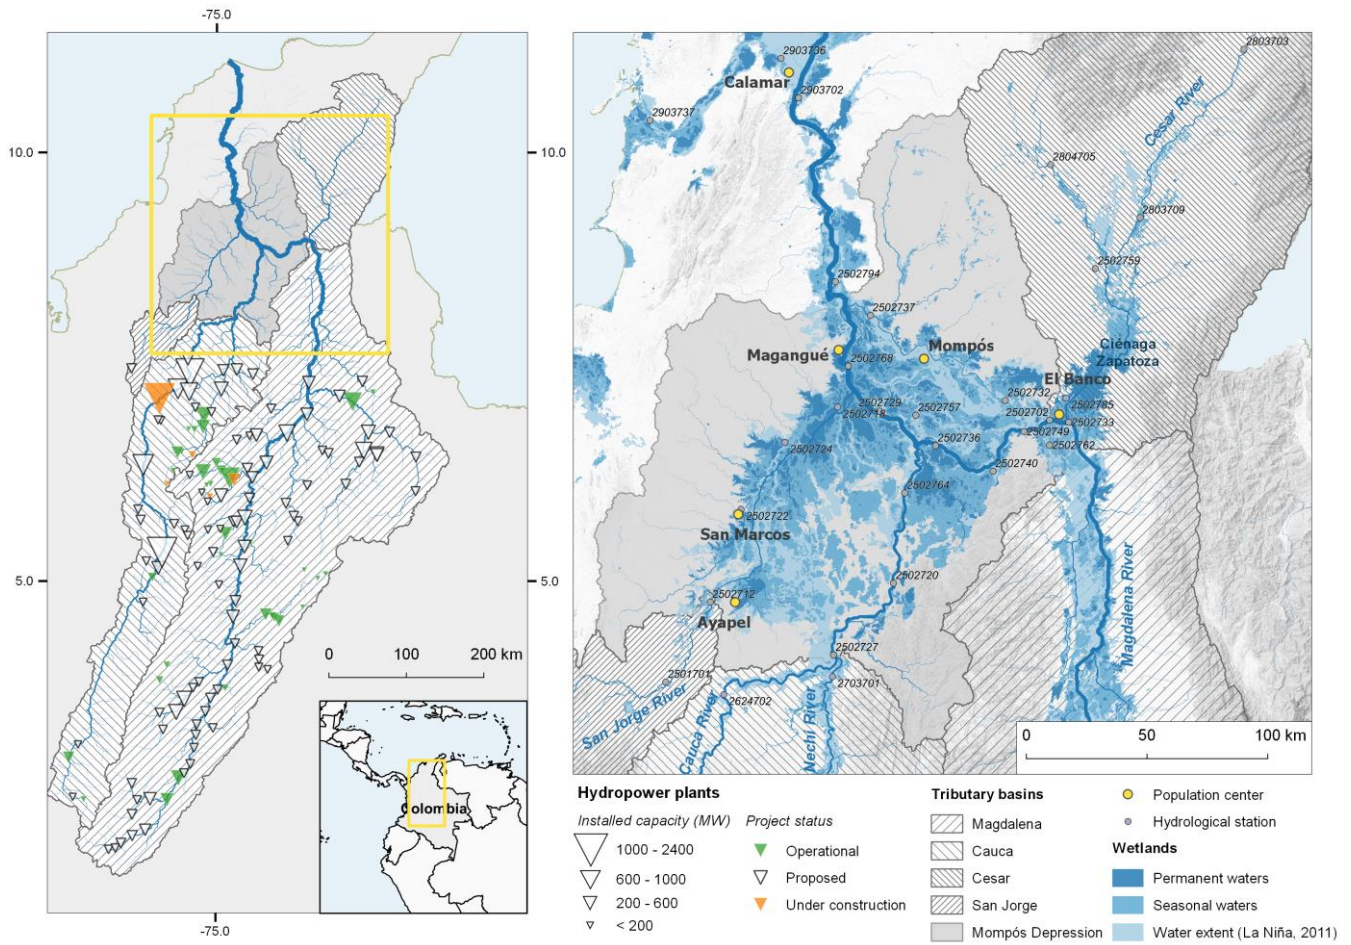 -75.0
10.0
10.0
5.0
5.0
0 100 200 km
Colombia
-75.0
2903736
Calamar
2903702
2903737
2803703
Cesar River
2804705
2803709
2502759
2502794
2502737
Ciénaga
Zapatoza
Magangué
2502768
Mompós
El Banco
2502732
2502729
2502718
2502757
2502702
2502785
2502733
2502749
2502762
2502724
2502736
2502740
2502764
2502722
San Marcos
2502720
2502712
Ayapel
Magdalena River
2502727
2501701
2703701
2624702
San Jorge River
Cauca River
Nechí River
0 50 100 km
Hydropower plants
Installed capacity (MW)
1000 - 2400
600 - 1000
200 - 600
< 200
Project status
Operational
Proposed
Under construction
Tributary basins
Magdalena
Cauca
Cesar
San Jorge
Mompós Depression
Population center
Hydrological station
Wetlands
Permanent waters
Seasonal waters
Water extent (La Niña, 2011)